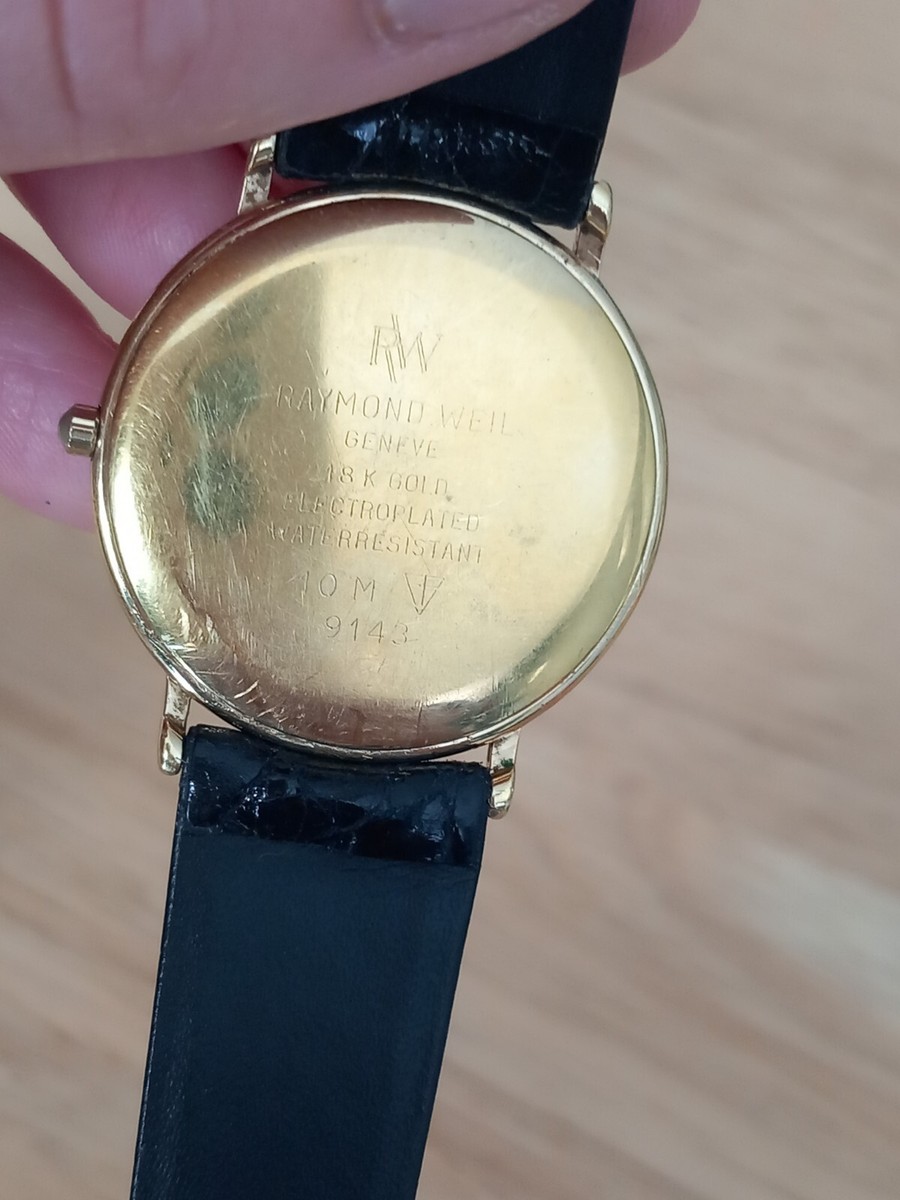 RW
RAYMOND WEIL
GENEVE
18 K GOLD
ELECTROPLATED
WATERRESISTANT
10 M
9143